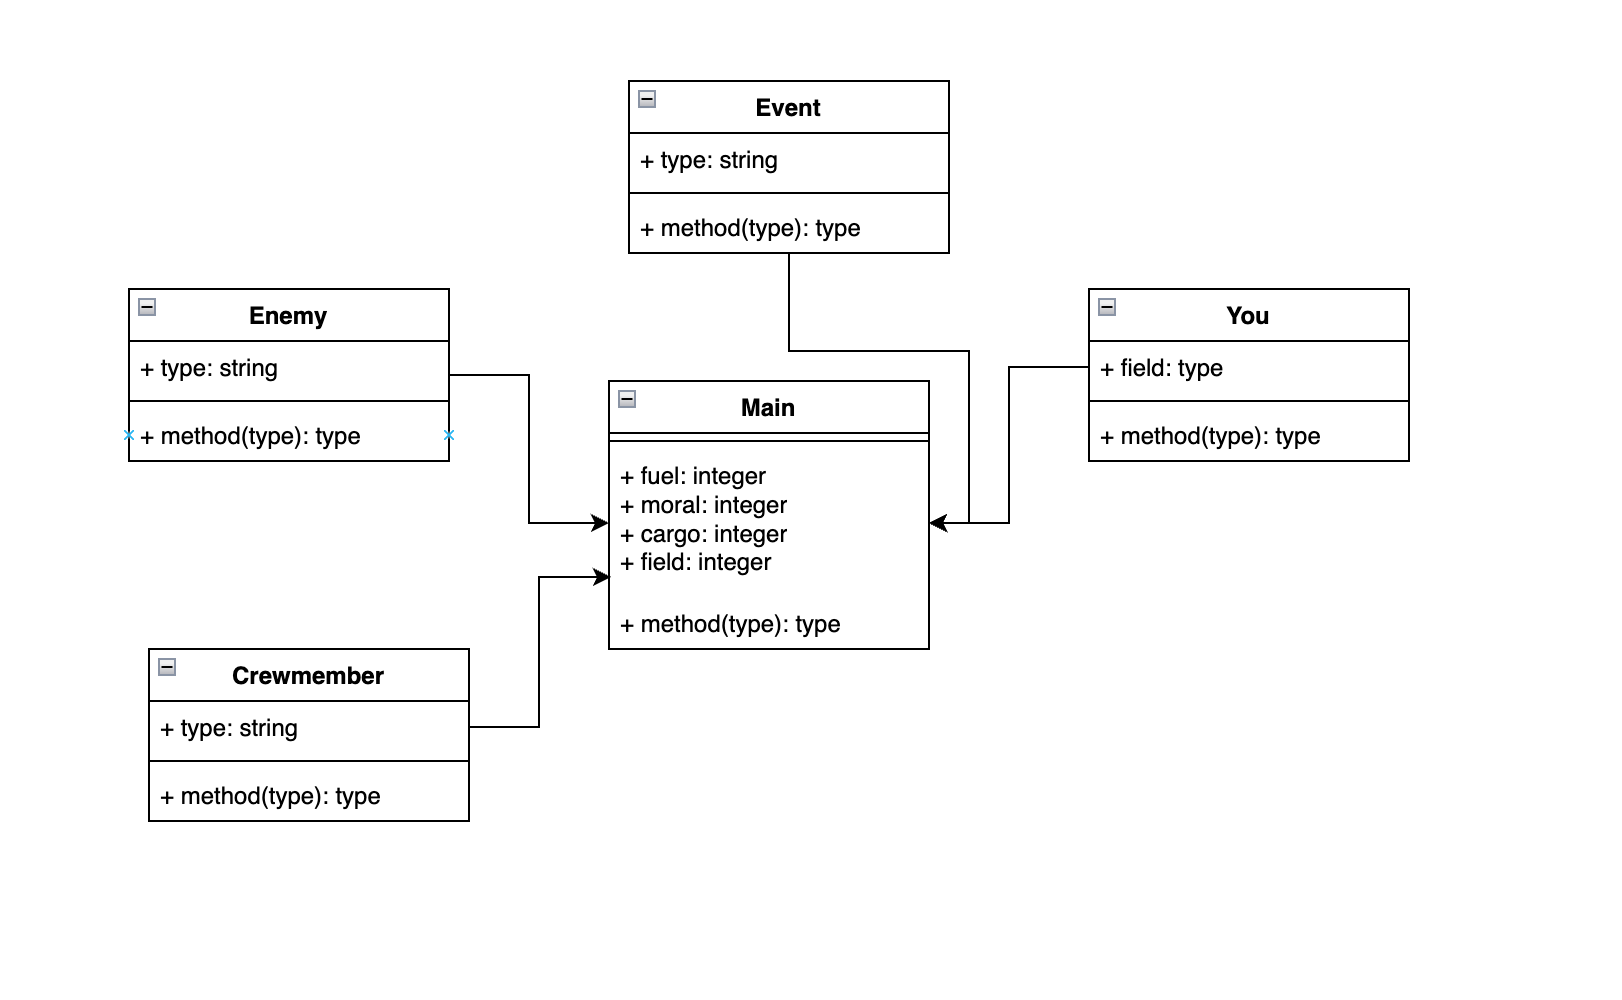 Event
+ type: string
+ method(type): type
Enemy
+ type: string
+ method(type): type
You
+ field: type
+ method(type): type
Main
+ fuel: integer
+ moral: integer
+ cargo: integer
+ field: integer
+ method(type): type
Crewmember
+ type: string
+ method(type): type